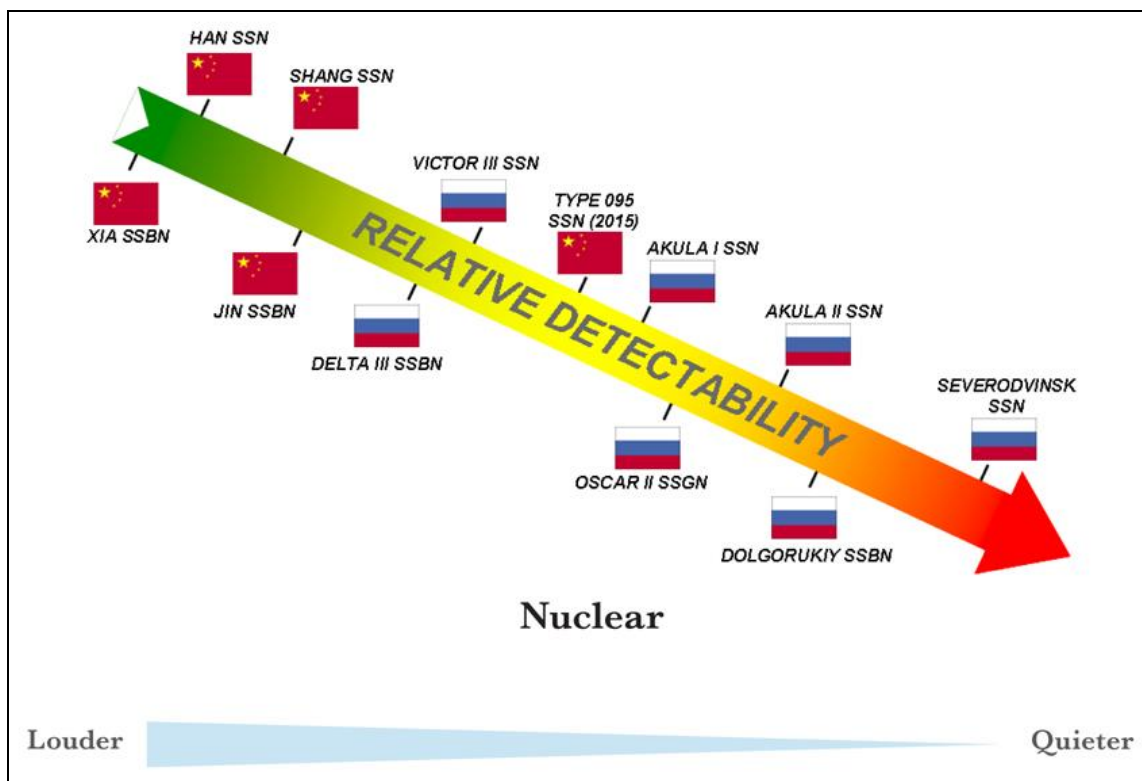 HAN SSN
SHANG SSN
XIA SSBN
JIN SSBN
VICTOR III SSN
DELTA III SSBN
TYPE 095
SSN (2015)
AKULA I SSN
OSCAR II SSGN
AKULA II SSN
DOLGORUKIY SSBN
SEVERODVINSK
SSN
RELATIVE DETECTABILITY
Nuclear
Louder
Quieter